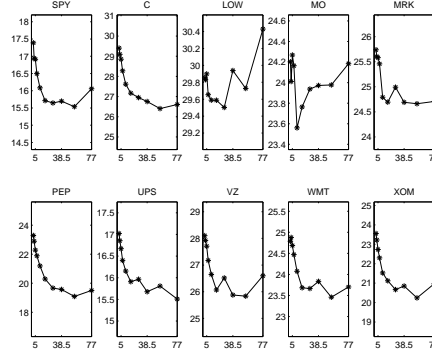 SPY C LOW MO MRK
18 17.5 17 16.5 16 15.5 15 14.5
31 30 29 28 27 26 25
30.4 30.2 30 29.8 29.6 29.4 29.2 29.0
24.6 24.4 24.2 24 23.8 23.6 23.4
26 25 24
5 38.5 77 5 38.5 77 5 38.5 77 5 38.5 77 5 38.5 77
PEP UPS VZ WMT XOM
24 22 20 18
17.5 17 16.5 16 15.5 15
29 28 27 26 25
25.5 25 24.5 24 23.5 23
25 24 23 22 21 20 19
5 38.5 77 5 38.5 77 5 38.5 77 5 38.5 77 5 38.5 77